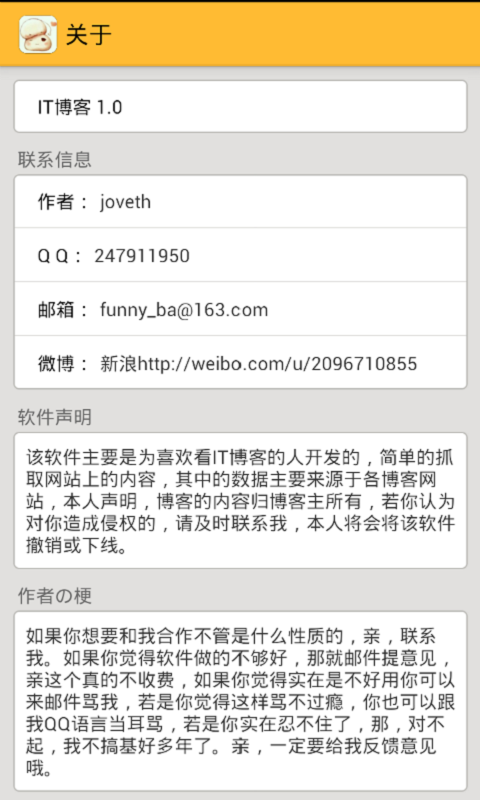 关于
IT博客 1.0
联系信息
作者： joveth
Q Q： 247911950
邮箱： funny_ba@163.com
微博： 新浪http://weibo.com/u/2096710855
软件声明
该软件主要是为喜欢看IT博客的人开发的，简单的抓
取网站上的内容，其中的数据主要来源于各博客网
站，本人声明，博客的内容归博客主所有，若你认为
对你造成侵权的，请及时联系我，本人将会将该软件
撤销或下线。
作者の梗
如果你想要和我合作不管是什么性质的，亲，联系
我。如果你觉得软件做的不够好，那就邮件提意见，
亲这个真的不收费，如果你觉得实在是不好用你可以
来邮件骂我，若是你觉得这样骂不过瘾，你也可以跟
我QQ语言当耳骂，若是你实在忍不住了，那，对不
起，我不搞基好多年了。亲，一定要给我反馈意见
哦。